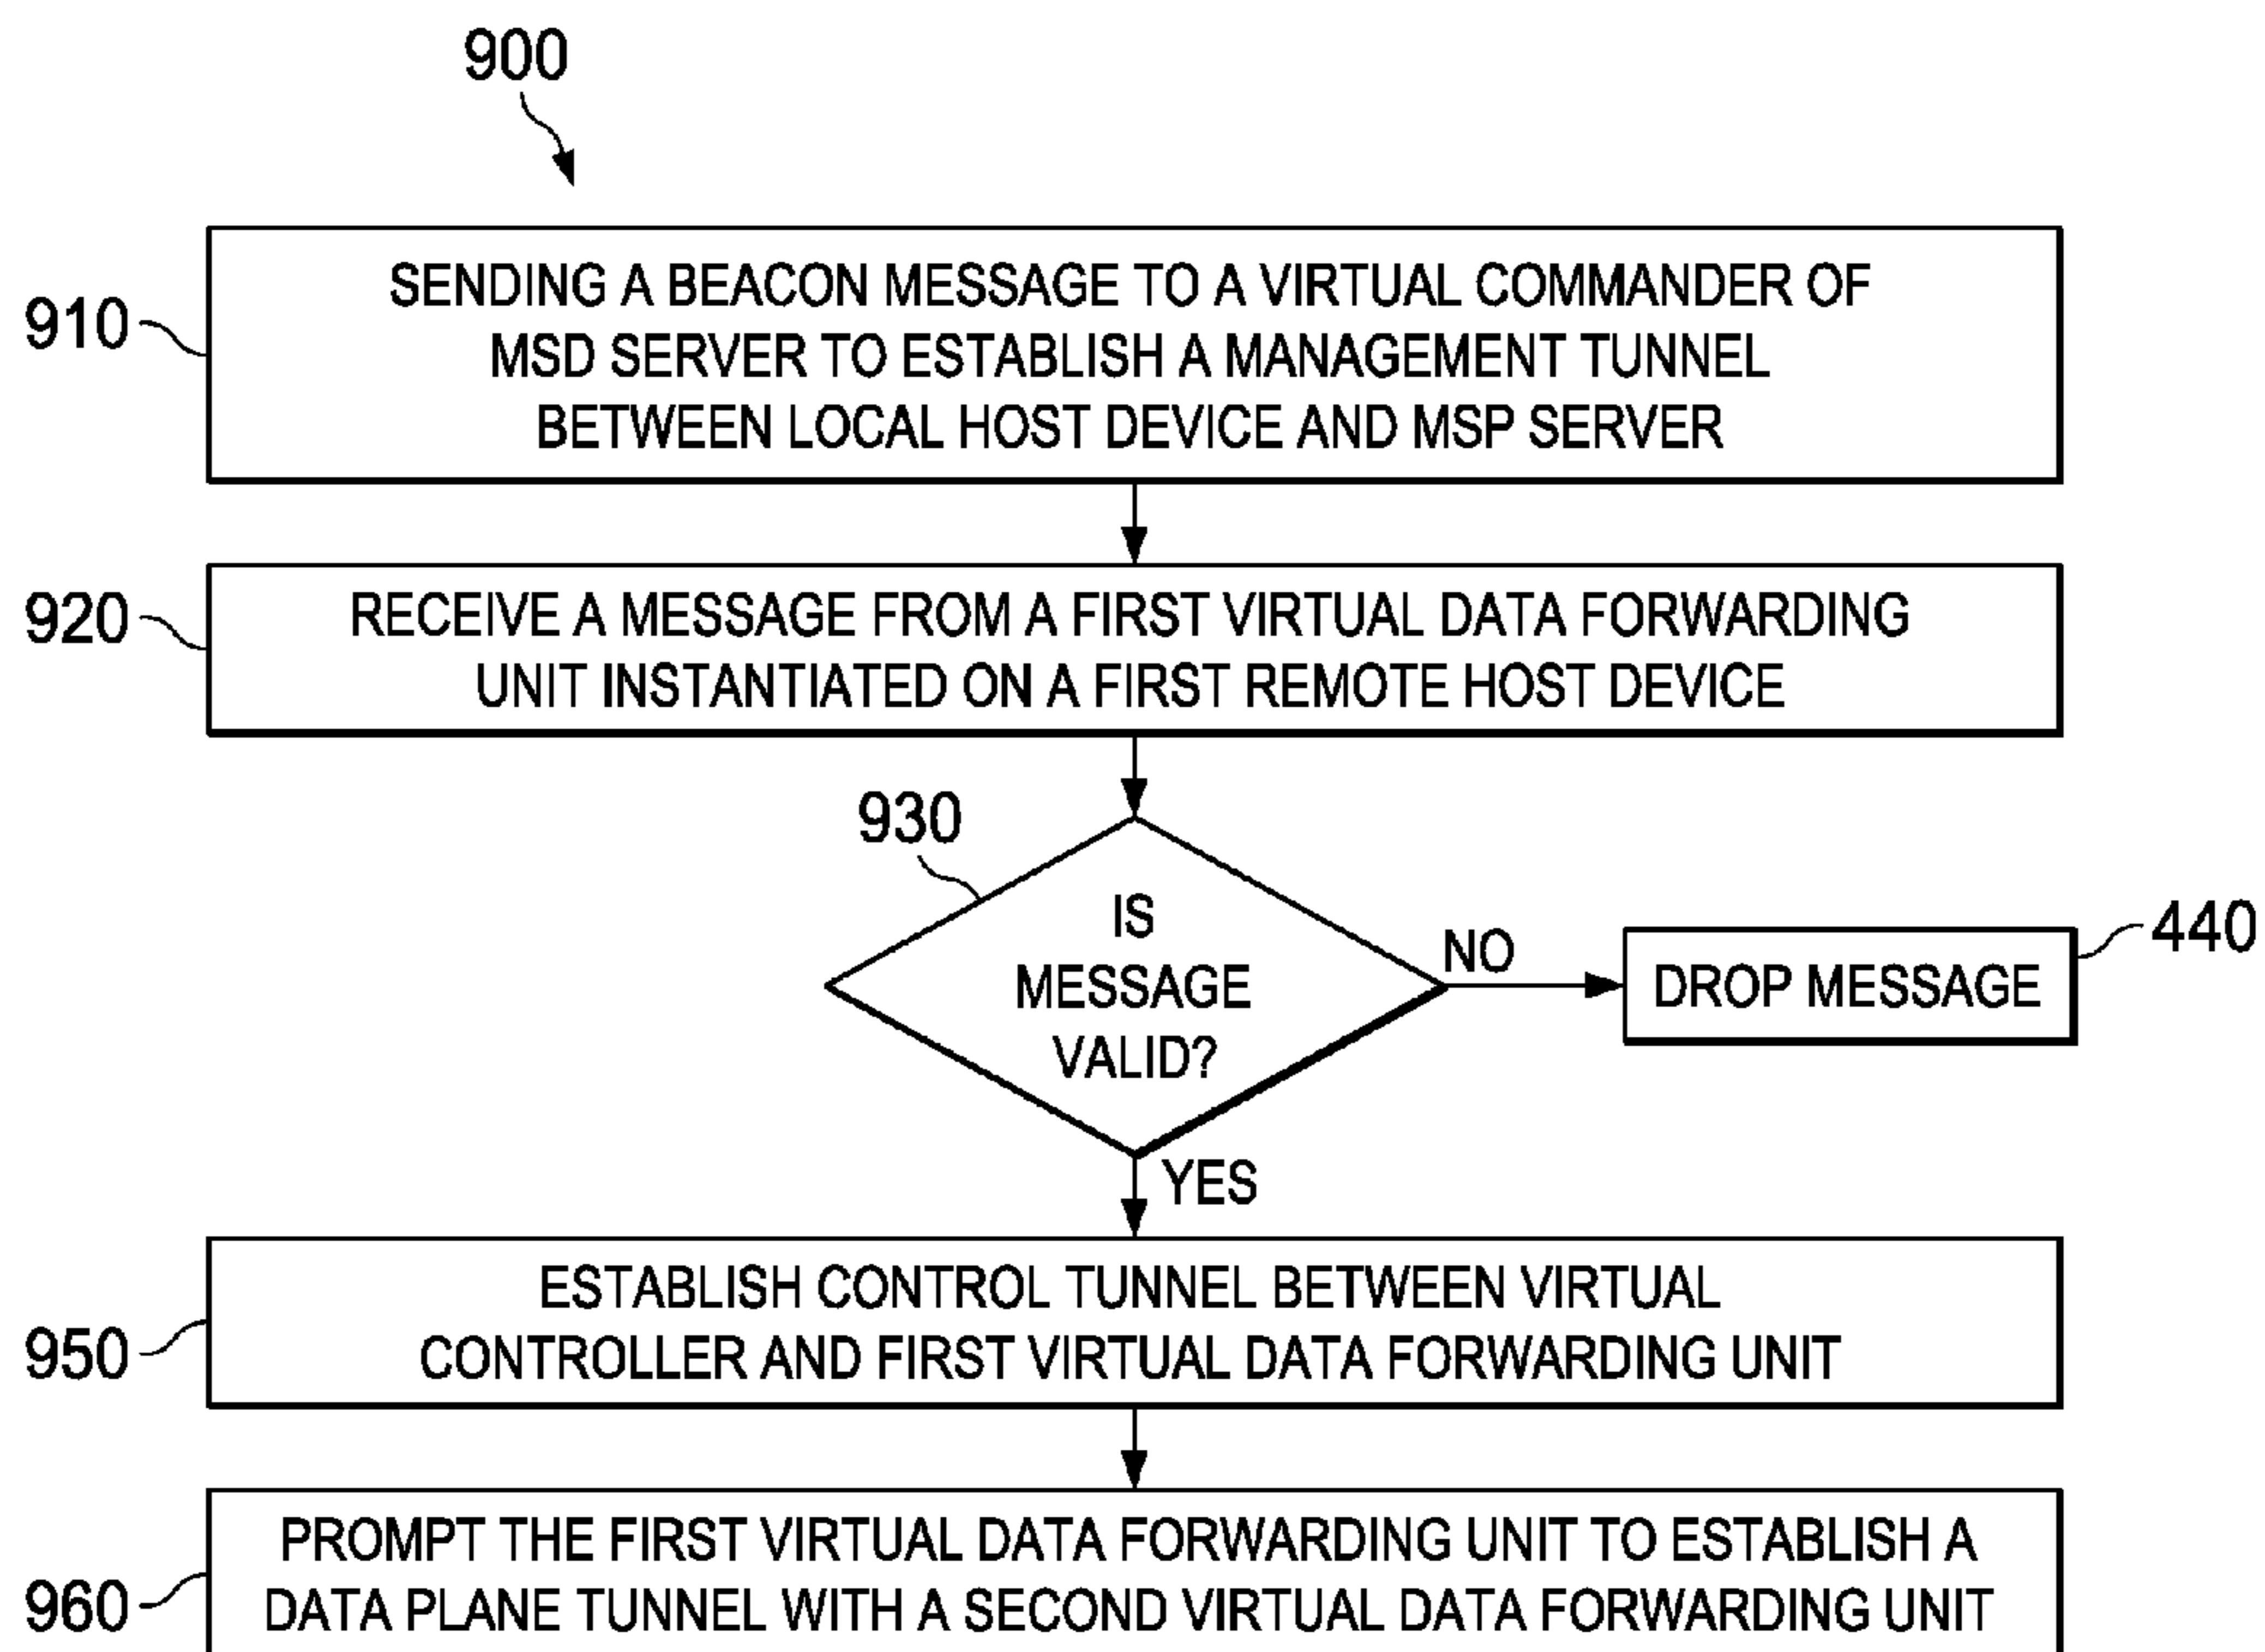 900
910
SENDING A BEACON MESSAGE TO A VIRTUAL COMMANDER OF
MSD SERVER TO ESTABLISH A MANAGEMENT TUNNEL
BETWEEN LOCAL HOST DEVICE AND MSP SERVER
920
RECEIVE A MESSAGE FROM A FIRST VIRTUAL DATA FORWARDING
UNIT INSTANTIATED ON A FIRST REMOTE HOST DEVICE
930
IS
MESSAGE
VALID?
NO
DROP MESSAGE
440
YES
950
ESTABLISH CONTROL TUNNEL BETWEEN VIRTUAL
CONTROLLER AND FIRST VIRTUAL DATA FORWARDING UNIT
960
PROMPT THE FIRST VIRTUAL DATA FORWARDING UNIT TO ESTABLISH A
DATA PLANE TUNNEL WITH A SECOND VIRTUAL DATA FORWARDING UNIT